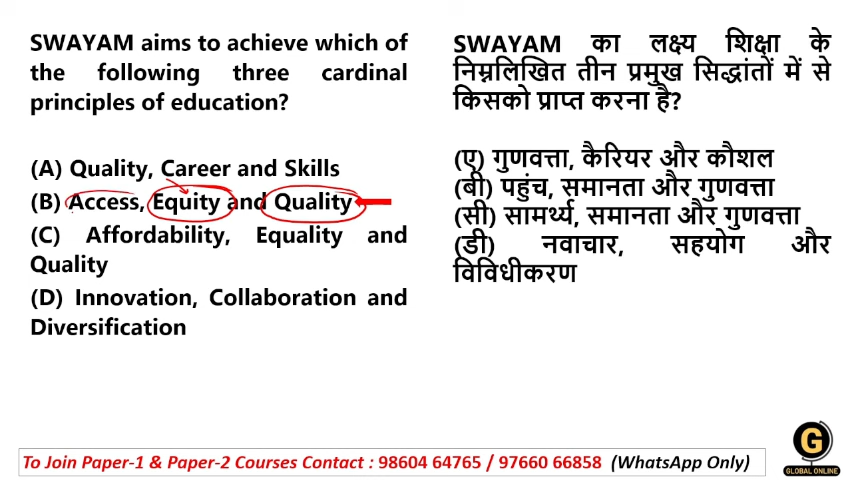 SWAYAM aims to achieve which of
the following three cardinal
principles of education?
(A) Quality, Career and Skills
(B) Access, Equity and Quality
(C) Affordability, Equality and
Quality
(D) Innovation, Collaboration and
Diversification
SWAYAM का लक्ष्य शिक्षा के
निम्नलिखित तीन प्रमुख सिद्धांतों में से
किसको प्राप्त करना है?
(ए) गुणवत्ता, कैरियर और कौशल
(बी) पहुंच, समानता और गुणवत्ता
(सी) सामर्थ्य, समानता और गुणवत्ता
(डी) नवाचार, सहयोग और
विविधीकरण
To Join Paper-1 & Paper-2 Courses Contact : 98604 64765 / 97660 66858 (WhatsApp Only)
G
GLOBAL ONLINE